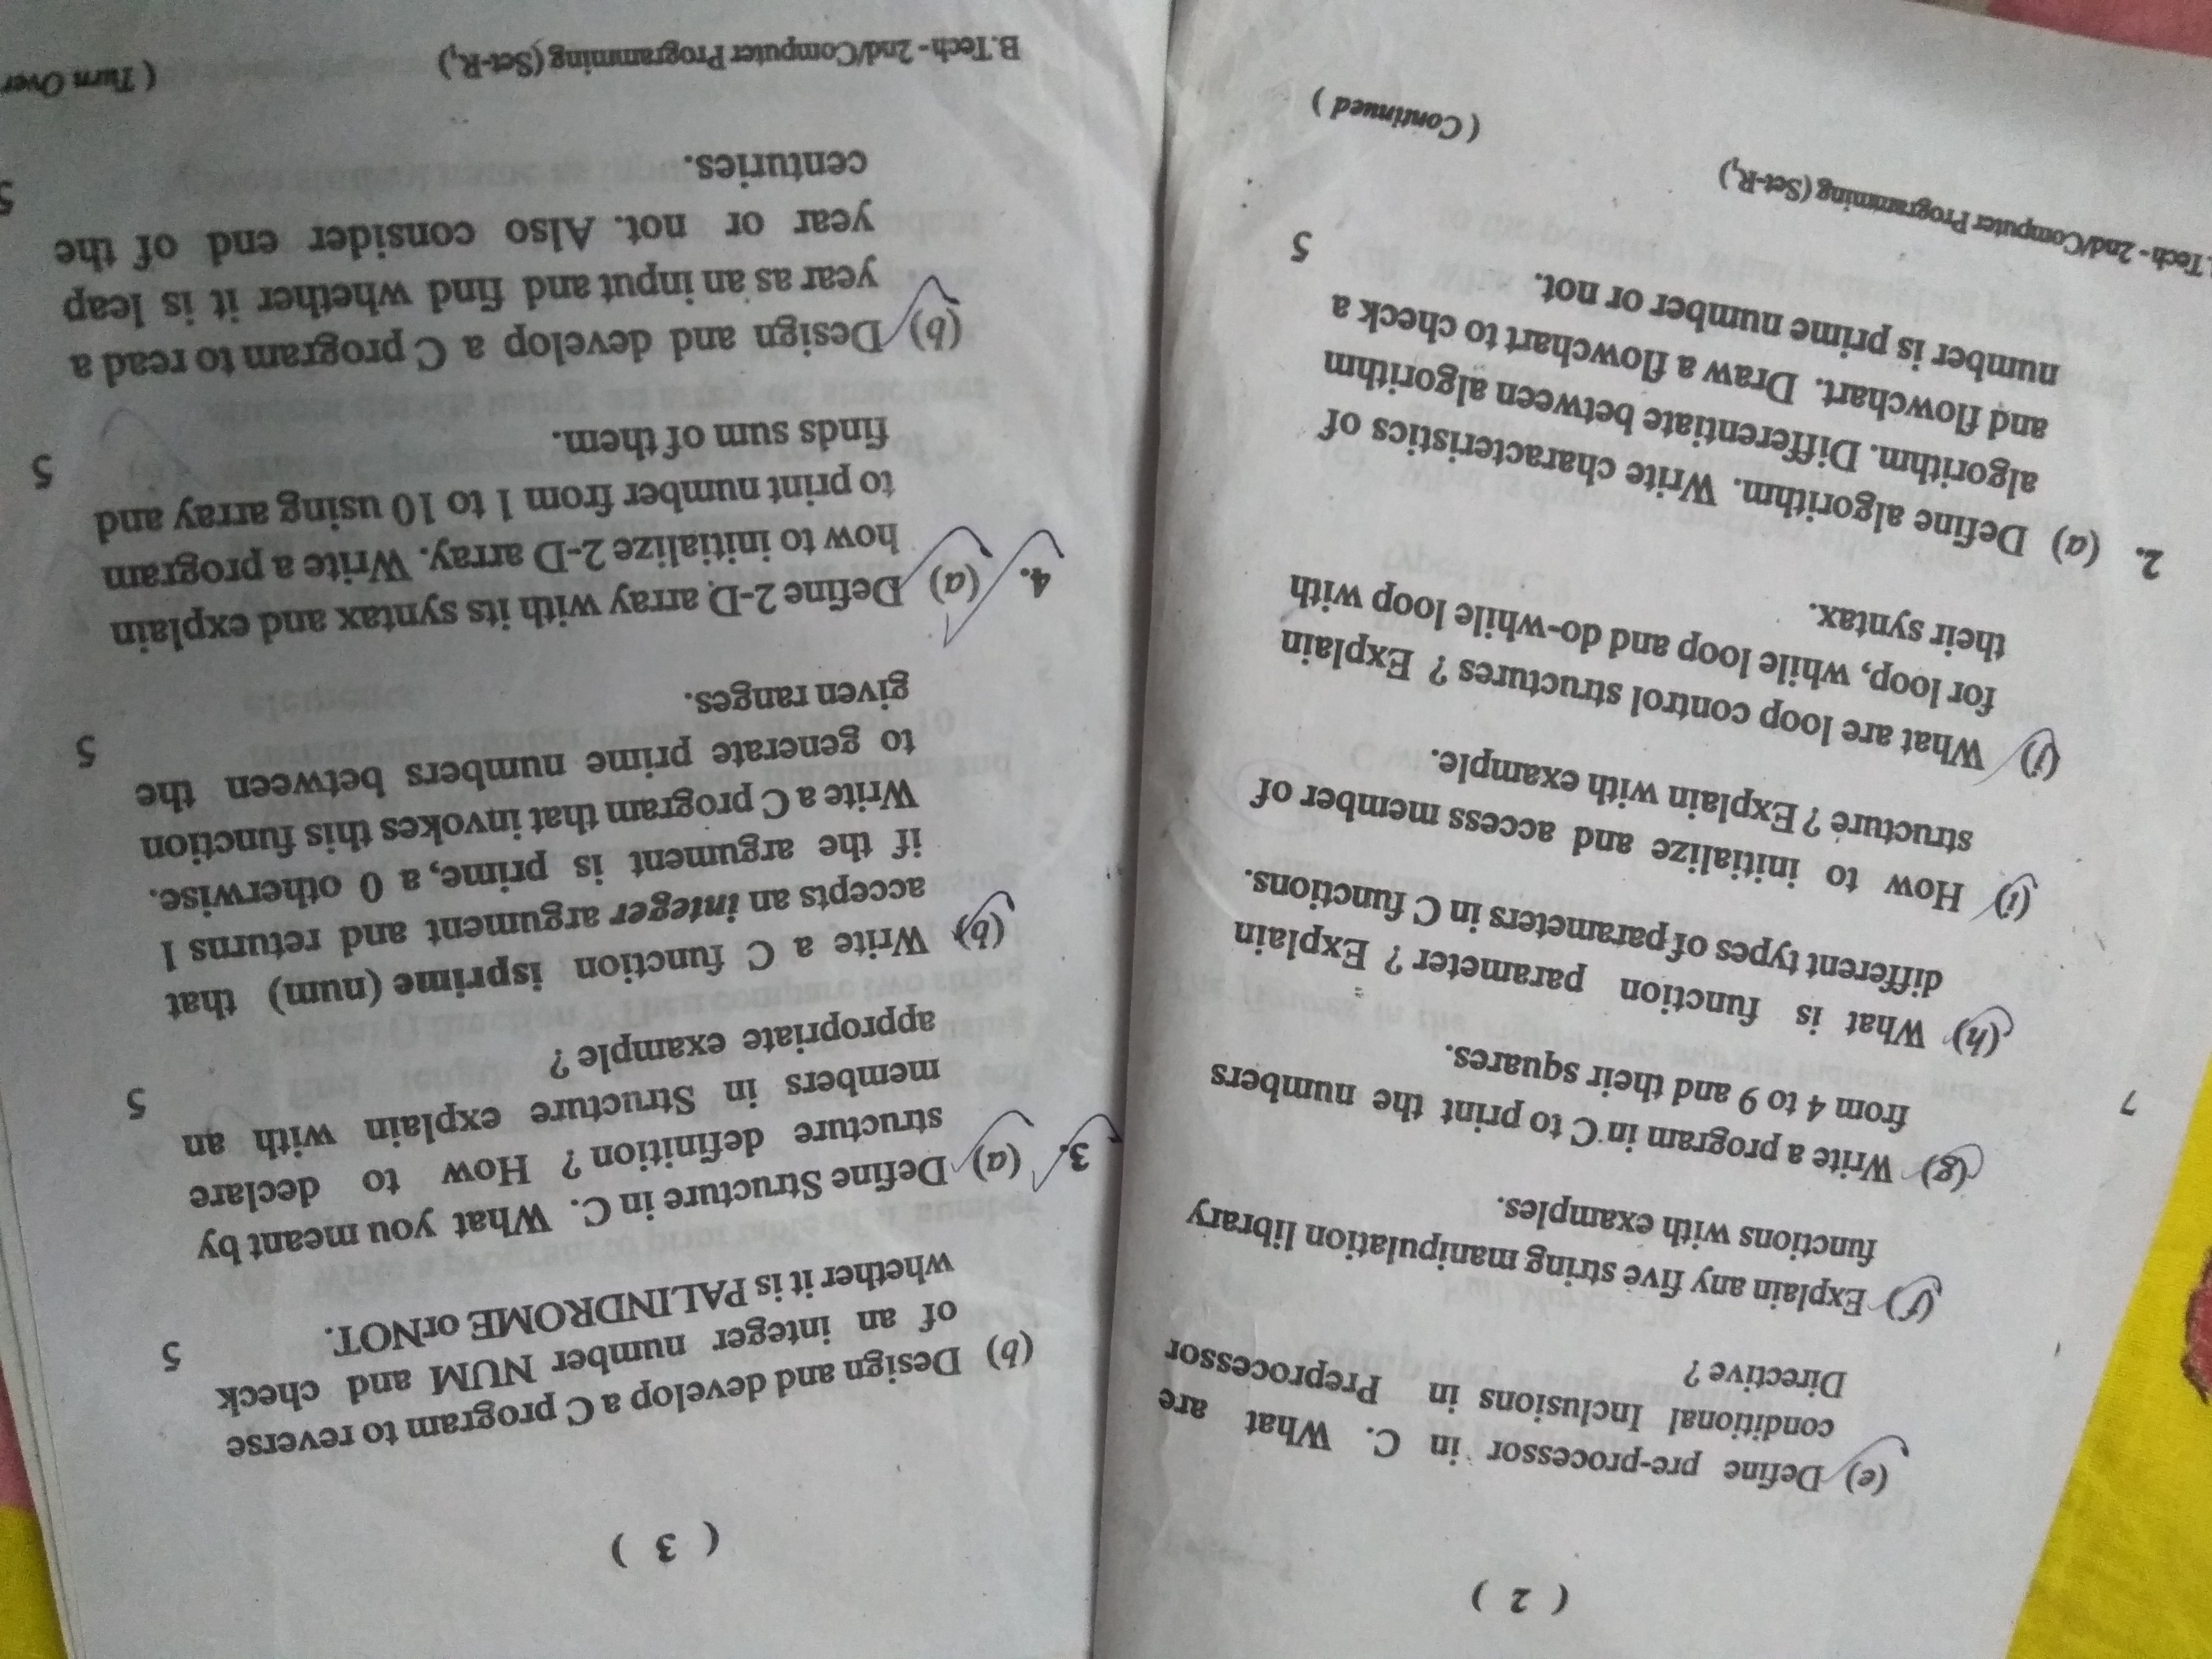 ( 2 )
(e) Define pre-processor in C. What are
conditional Inclusions in Preprocessor
Directive ?
(f) Explain any five string manipulation library
functions with examples.
(g) Write a program in C to print the numbers
from 4 to 9 and their squares.
(h) What is function parameter ? Explain
different types of parameters in C functions.
(i) How to initialize and access member of
structure ? Explain with example.
(j) What are loop control structures ? Explain
for loop, while loop and do-while loop with
their syntax.
2. (a) Define algorithm. Write characteristics of
algorithm. Differentiate between algorithm
and flowchart. Draw a flowchart to check a
number is prime number or not. 5
.Tech - 2nd/Computer Programming (Set-R1)
( Continued )
( 3 )
(b) Design and develop a C program to reverse
of an integer number NUM and check
whether it is PALINDROME orNOT. 5
3. (a) Define Structure in C. What you meant by
structure definition ? How to declare
members in Structure explain with an
appropriate example ? 5
(b) Write a C function isprime (num) that
accepts an integer argument and returns 1
if the argument is prime, a 0 otherwise.
Write a C program that invokes this function
to generate prime numbers between the
given ranges. 5
4. (a) Define 2-D array with its syntax and explain
how to initialize 2-D array. Write a program
to print number from 1 to 10 using array and
finds sum of them. 5
(b) Design and develop a C program to read a
year as an input and find whether it is leap
year or not. Also consider end of the
centuries. 5
B.Tech - 2nd/Computer Programming (Set-R1)
( Turn Over